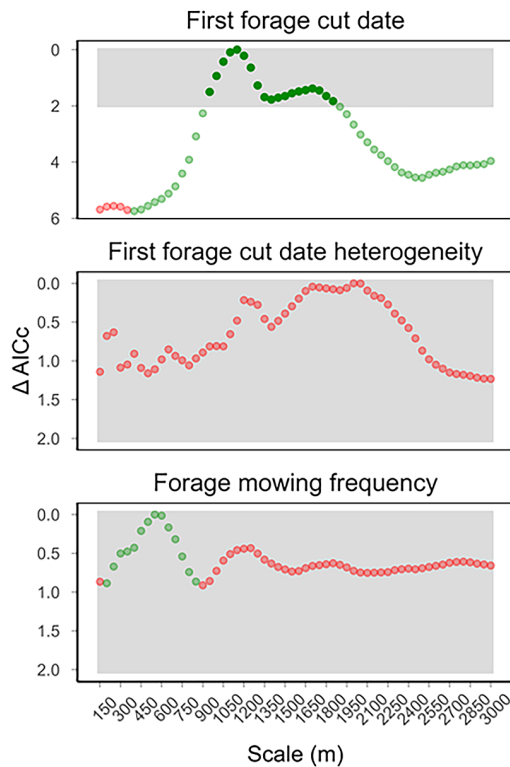 First forage cut date
0
2
4
6
First forage cut date heterogeneity
0.0
0.5
1.0
1.5
2.0
Δ AICc
Forage mowing frequency
0.0
0.5
1.0
1.5
2.0
150 300 450 600 750 900 1050 1200 1350 1500 1650 1800 1950 2100 2250 2400 2550 2700 2850 3000
Scale (m)